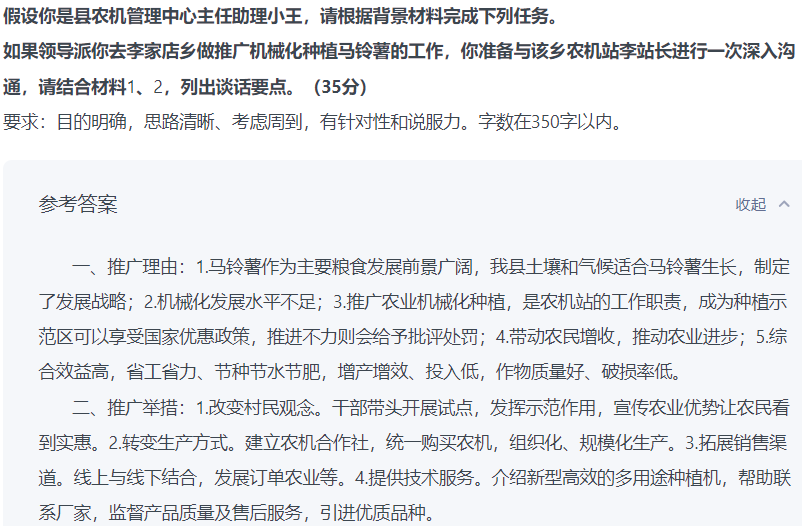 假设你是县农机管理中心主任助理小王，请根据背景材料完成下列任务。
如果领导派你去李家店乡做推广机械化种植马铃薯的工作，你准备与该乡农机站李站长进行一次深入沟
通，请结合材料1、2，列出谈话要点。（35分）
要求：目的明确，思路清晰、考虑周到，有针对性和说服力。字数在350字以内。
参考答案
收起
一、推广理由：1.马铃薯作为主要粮食发展前景广阔，我县土壤和气候适合马铃薯生长，制定
了发展战略；2.机械化发展水平不足；3.推广农业机械化种植，是农机站的工作职责，成为种植示
范区可以享受国家优惠政策，推进不力则会给予批评处罚；4.带动农民增收，推动农业进步；5.综
合效益高，省工省力、节种节水节肥，增产增效、投入低，作物质量好、破损率低。
二、推广举措：1.改变村民观念。干部带头开展试点，发挥示范作用，宣传农业优势让农民看
到实惠。2.转变生产方式。建立农机合作社，统一购买农机，组织化、规模化生产。3.拓展销售渠
道。线上与线下结合，发展订单农业等。4.提供技术服务。介绍新型高效的多用途种植机，帮助联
系厂家，监督产品质量及售后服务，引进优质品种。